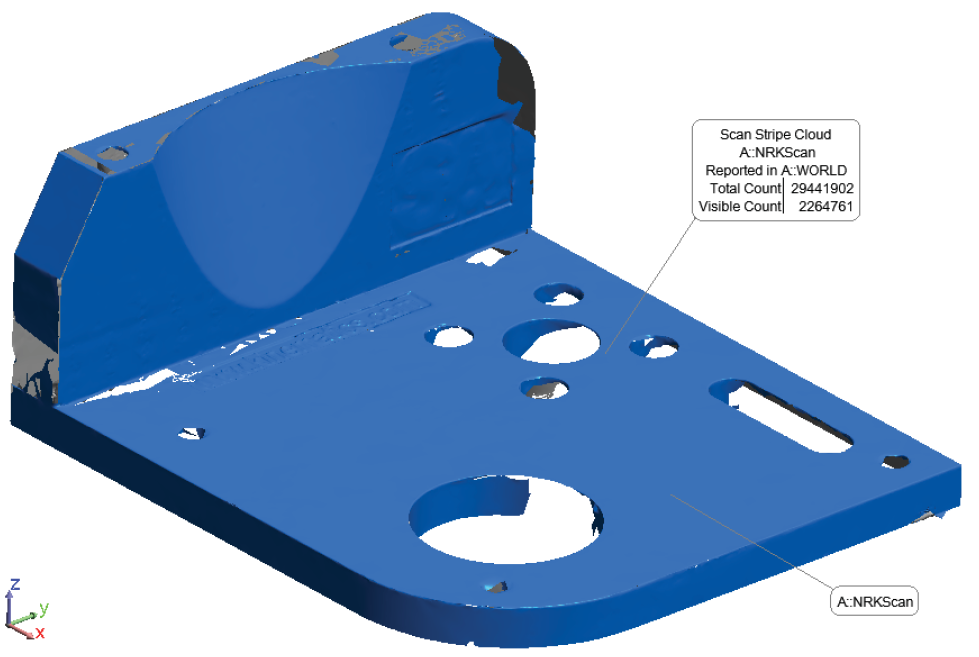 Scan Stripe Cloud
A::NRKScan
Reported in A::WORLD
Total Count 29441902
Visible Count 2264761
A::NRKScan
z
y
x